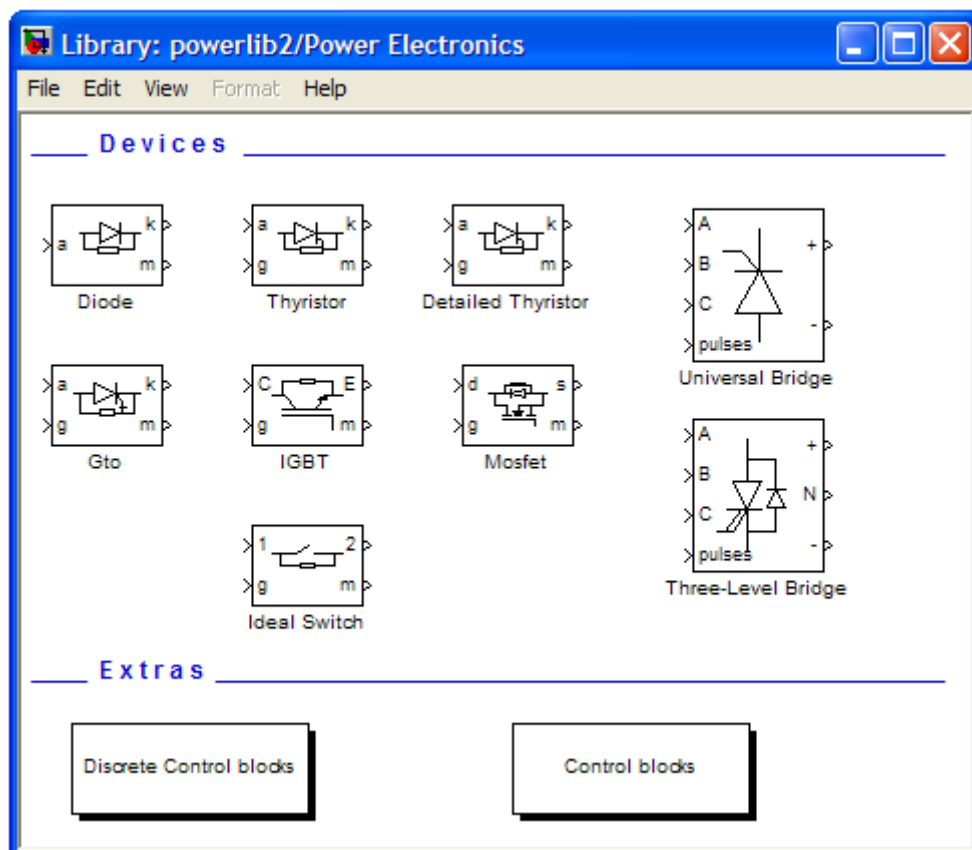 Library: powerlib2/Power Electronics
File Edit View Format Help
Devices
a k m
Diode
a g k m
Thyristor
a g k m
Detailed Thyristor
A B C pulses + -
Universal Bridge
a g k m
Gto
C g E m
IGBT
d g s m
Mosfet
A B C pulses + N -
Three-Level Bridge
1 g 2 m
Ideal Switch
Extras
Discrete Control blocks
Control blocks